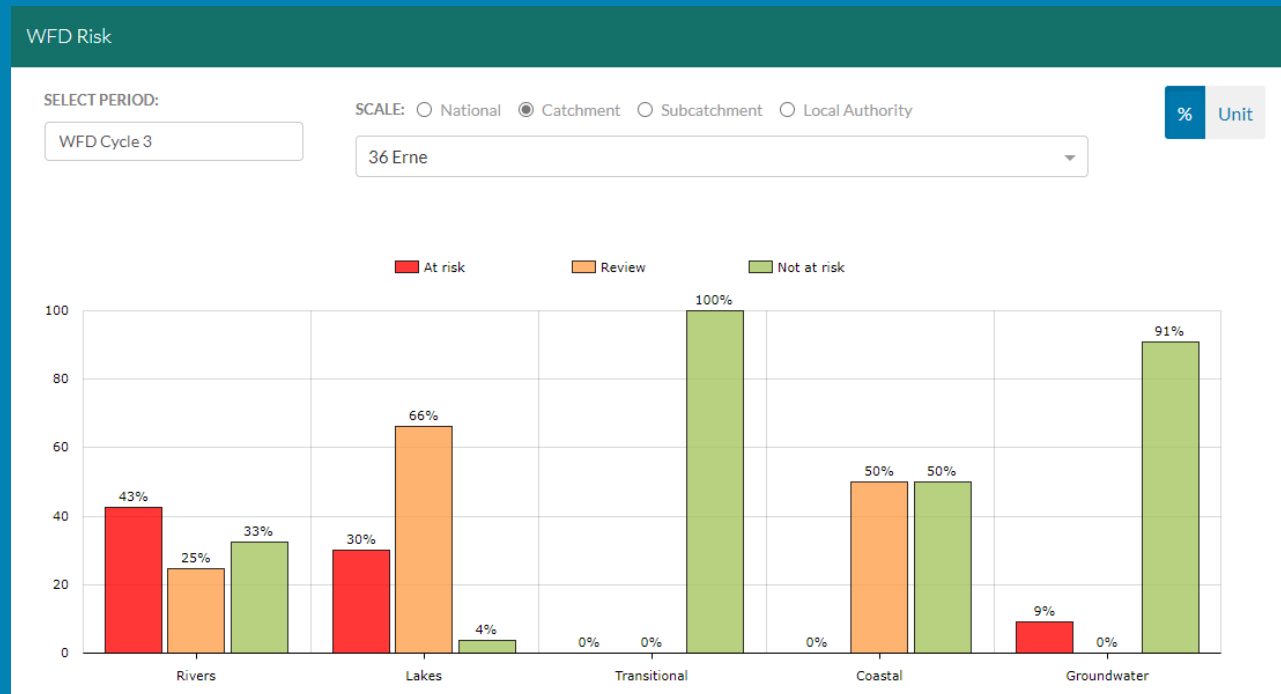 WFD Risk
SELECT PERIOD:
WFD Cycle 3
SCALE: National Catchment Subcatchment Local Authority
36 Erne
% Unit
At risk Review Not at risk
100
80
60
40
20
0
43%
25%
33%
30%
66%
4%
0%
0%
100%
0%
50%
50%
9%
0%
91%
Rivers Lakes Transitional Coastal Groundwater